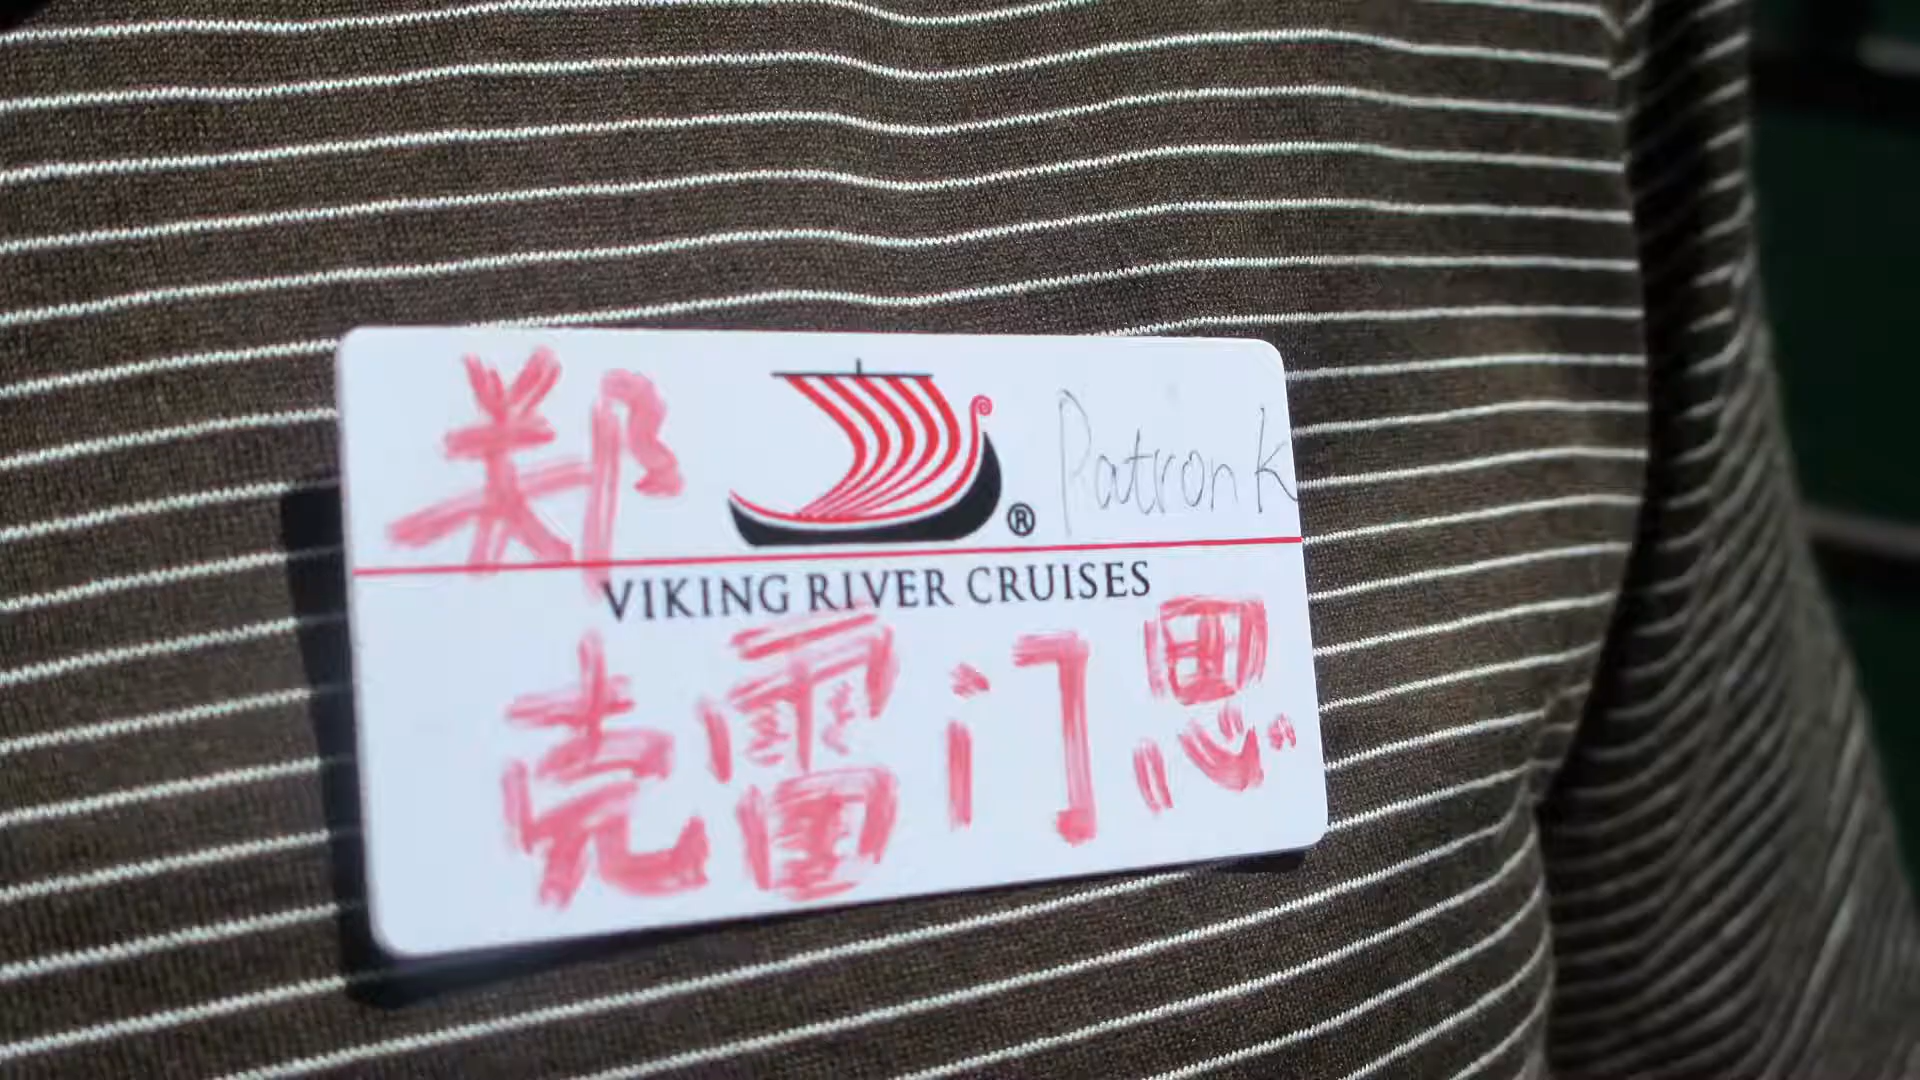 郑 ® Patron K
VIKING RIVER CRUISES
克雷门思